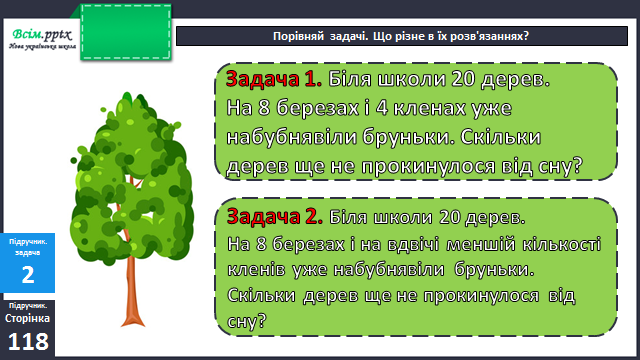 Всім.pptx
Нова українська школа
Порівняй задачі. Що різне в їх розв'язаннях?
Задача 1. Біля школи 20 дерев.
На 8 березах і 4 кленах уже
набубнявіли бруньки. Скільки
дерев ще не прокинулося від сну?
Задача 2. Біля школи 20 дерев.
На 8 березах і на вдвічі меншій кількості
кленів уже набубнявіли бруньки.
Скільки дерев ще не прокинулося від
сну?
Підручник.
задача
2
Підручник.
Сторінка
118